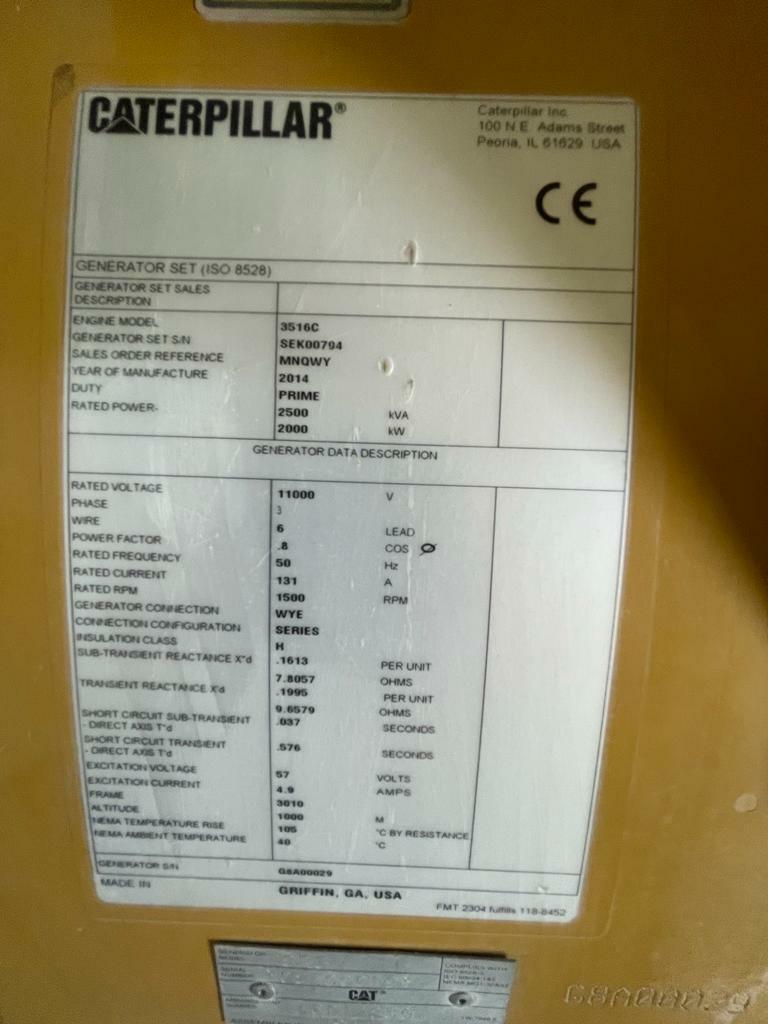 CATERPILLAR®
Caterpillar Inc.
100 N.E. Adams Street
Peoria, IL 61629 USA
CE
GENERATOR SET (ISO 8528)
GENERATOR SET SALES
DESCRIPTION
ENGINE MODEL 3516C
GENERATOR SET S/N SEK00794
SALES ORDER REFERENCE MNQWY
YEAR OF MANUFACTURE 2014
DUTY PRIME
RATED POWER- 2500 kVA
2000 kW
GENERATOR DATA DESCRIPTION
RATED VOLTAGE 11000 V
PHASE 3
WIRE 6 LEAD
POWER FACTOR .8 COS Ø
RATED FREQUENCY 50 Hz
RATED CURRENT 131 A
RATED RPM 1500 RPM
GENERATOR CONNECTION WYE
CONNECTION CONFIGURATION SERIES
INSULATION CLASS H
SUB-TRANSIENT REACTANCE X"d .1613 PER UNIT
7.8057 OHMS
TRANSIENT REACTANCE X'd .1995 PER UNIT
9.6579 OHMS
SHORT CIRCUIT SUB-TRANSIENT .037 SECONDS
- DIRECT AXIS T"d
SHORT CIRCUIT TRANSIENT .576 SECONDS
- DIRECT AXIS T'd
EXCITATION VOLTAGE 57 VOLTS
EXCITATION CURRENT 4.9 AMPS
FRAME 3010
ALTITUDE 1000 M
NEMA TEMPERATURE RISE 105 °C BY RESISTANCE
NEMA AMBIENT TEMPERATURE 40 °C
GENERATOR S/N G8A00029
MADE IN GRIFFIN, GA, USA
FMT 2304 fulfills 118-8452
GENERATOR
MODEL
COMPLIES WITH
SERIAL
NUMBER
CAT
G8A00029